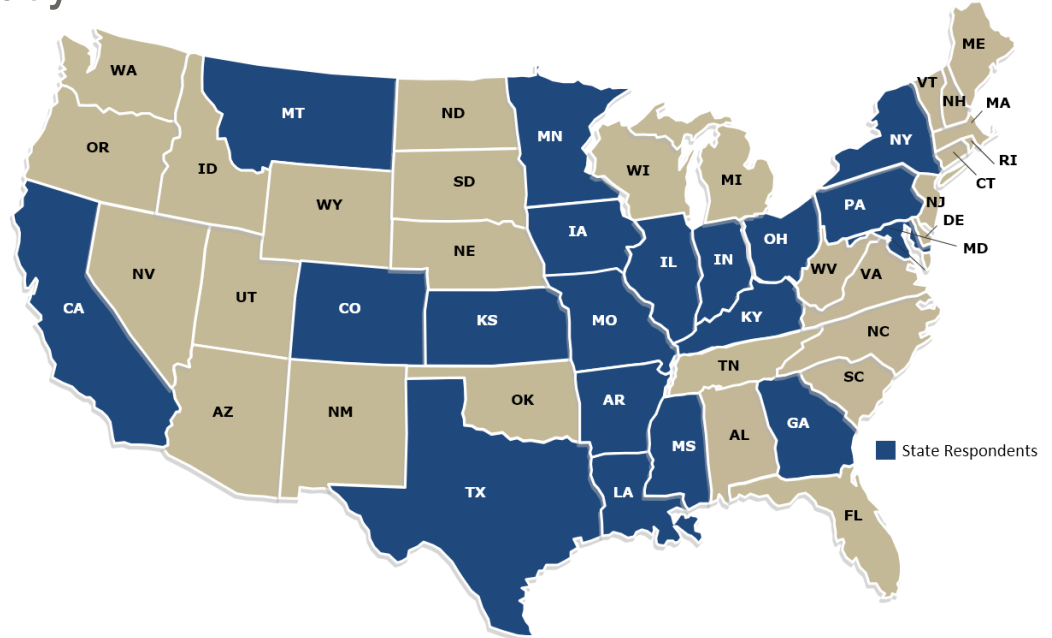 ME
WA
VT
NH
MA
MT
ND
MN
NY
OR
RI
ID
SD
WI
MI
CT
WY
PA
NJ
DE
IA
OH
MD
NE
IL
IN
WV
VA
NV
UT
CO
KS
MO
KY
CA
NC
TN
SC
AZ
NM
OK
AR
GA
AL
MS
State Respondents
TX
LA
FL